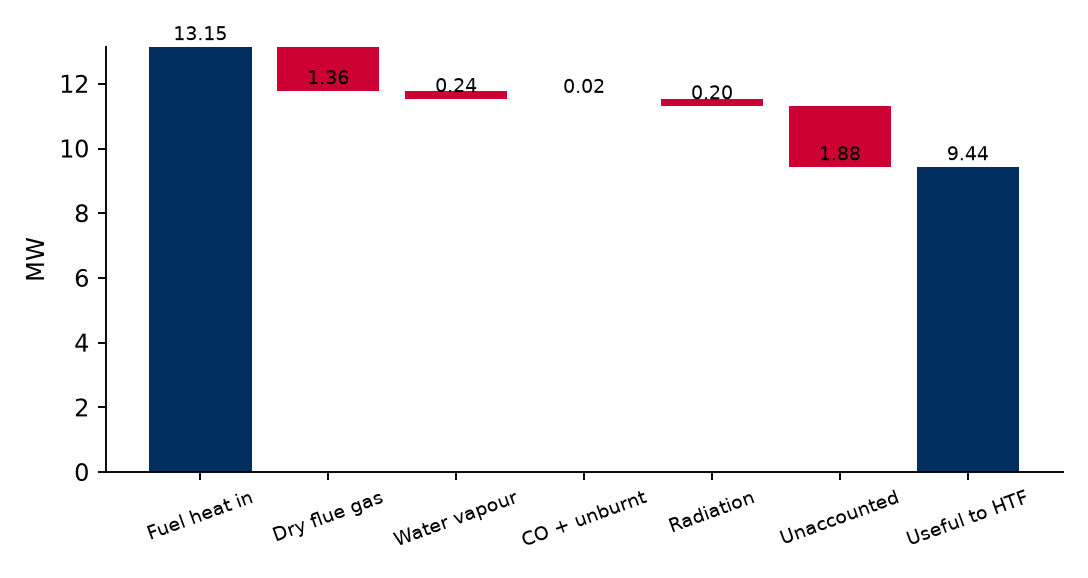 13.15
1.36
0.24
0.02
0.20
1.88
9.44
MW
12
10
8
6
4
2
0
Fuel heat in
Dry flue gas
Water vapour
CO + unburnt
Radiation
Unaccounted
Useful to HTF